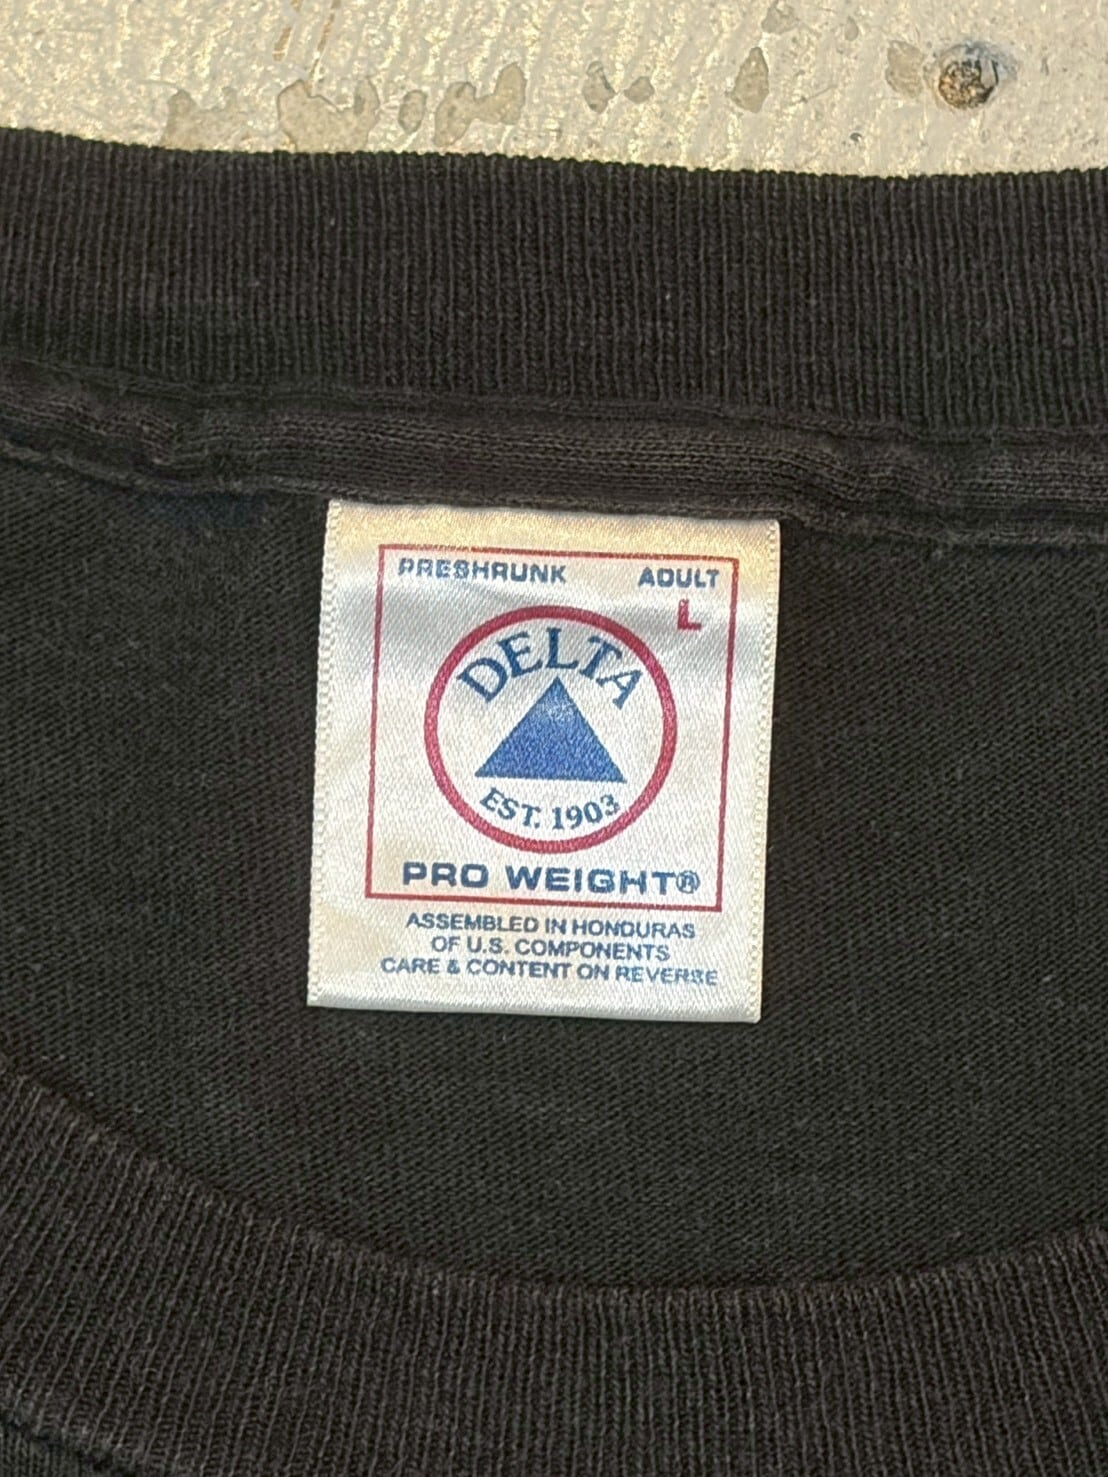 PRESHRUNK ADULT
L
DELTA
EST. 1903
PRO WEIGHT®
ASSEMBLED IN HONDURAS
OF U.S. COMPONENTS
CARE & CONTENT ON REVERSE